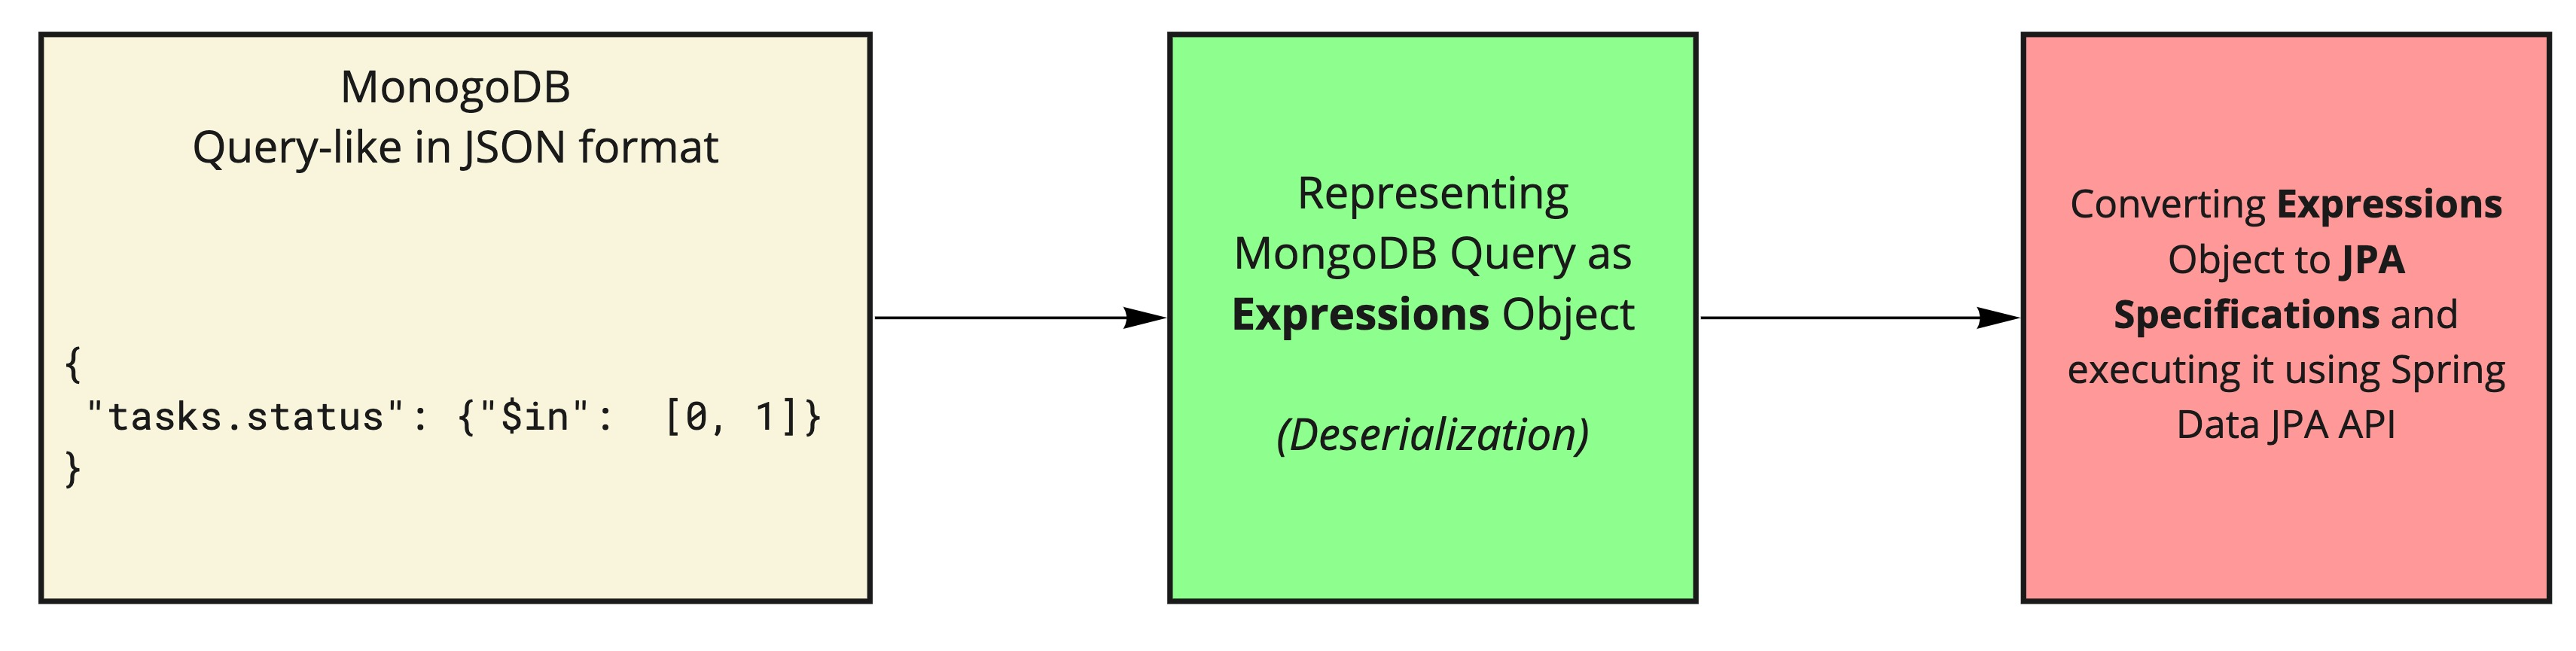 MonogoDB
Query-like in JSON format
{
"tasks.status": {"$in":  [0, 1]}
}
Representing
MongoDB Query as
Expressions Object
(Deserialization)
Converting Expressions
Object to JPA
Specifications and
executing it using Spring
Data JPA API